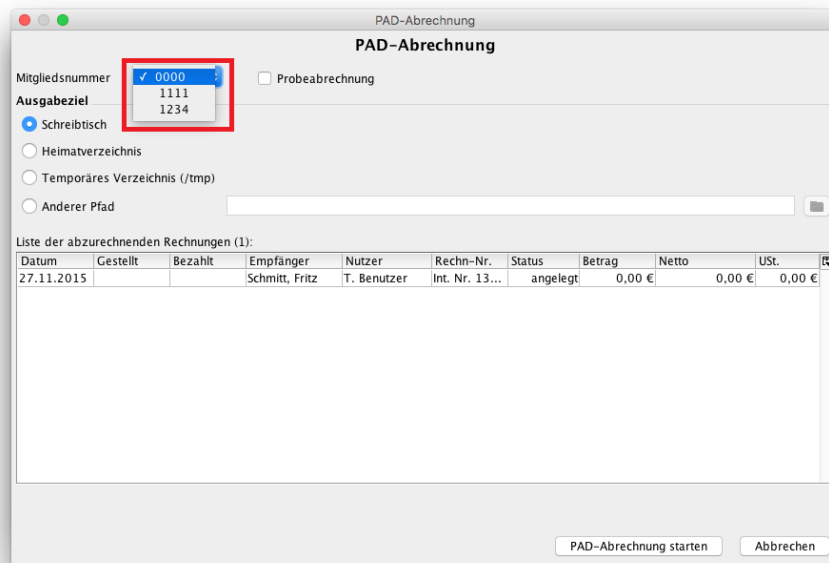 PAD-Abrechnung
PAD-Abrechnung
Mitgliedsnummer ✓ 0000 Probeabrechnung
1111
1234
Ausgabeziel
Schreibtisch
Heimatverzeichnis
Temporäres Verzeichnis (/tmp)
Anderer Pfad
Liste der abzurechnenden Rechnungen (1):
Datum Gestellt Bezahlt Empfänger Nutzer Rechn-Nr. Status Betrag Netto USt.
27.11.2015 Schmitt, Fritz T. Benutzer Int. Nr. 13... angelegt 0,00 € 0,00 € 0,00 €
PAD-Abrechnung starten Abbrechen